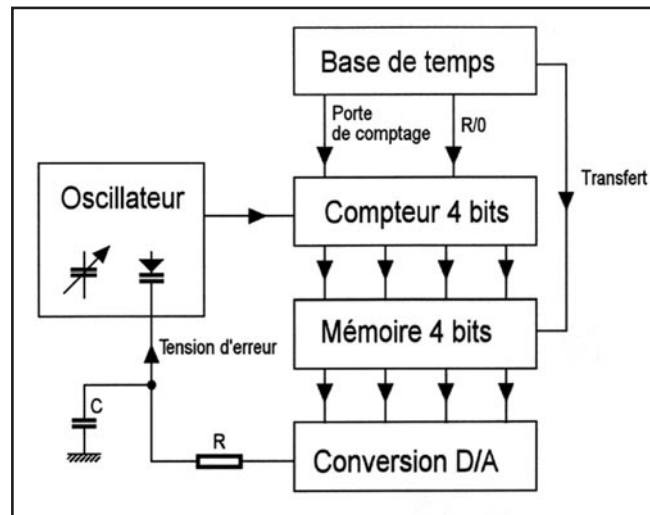 Base de temps
Porte
de comptage
R/0
Transfert
Oscillateur
Compteur 4 bits
Mémoire 4 bits
Tension d'erreur
C
R
Conversion D/A